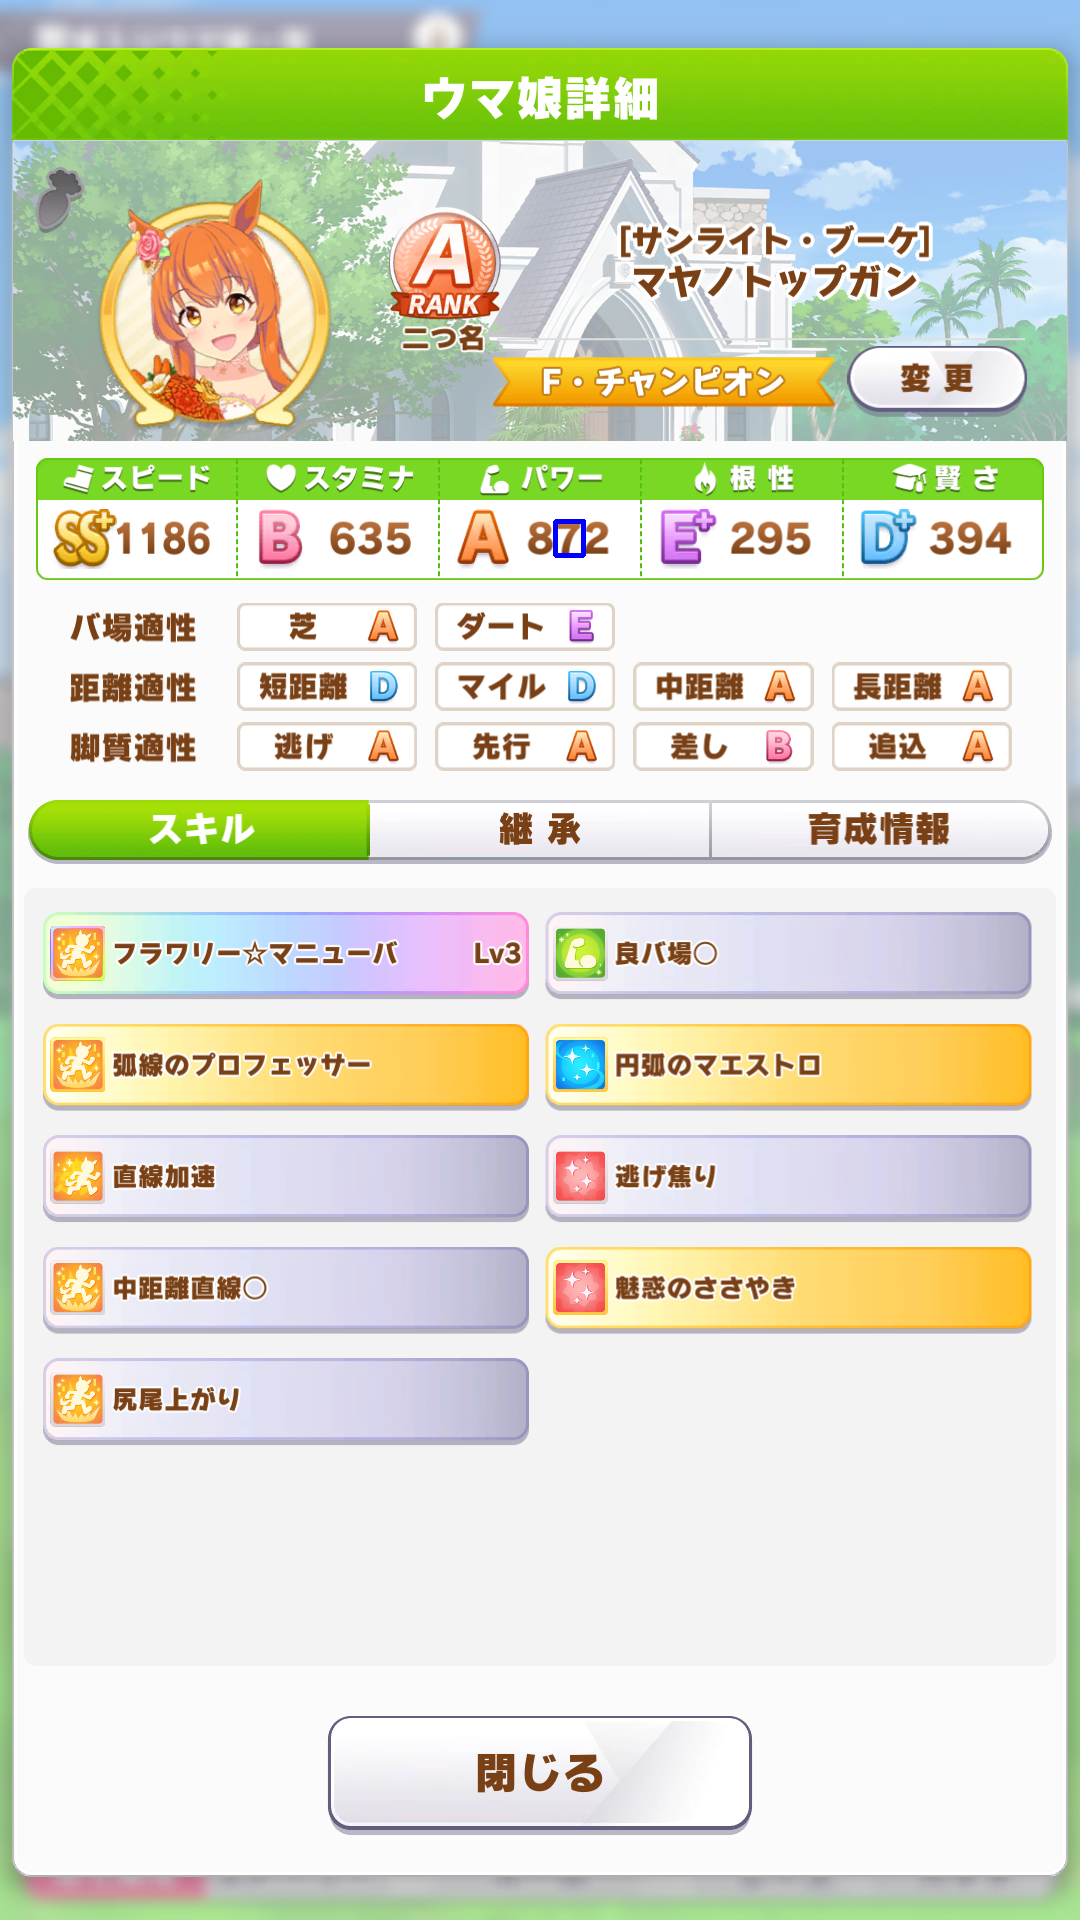 ウマ娘詳細
A
RANK
二つ名
[サンライト・ブーケ]
マヤノトップガン
F・チャンピオン
変更
スピード スタミナ パワー 根性 賢さ
SS+ 1186 B 635 A 872 E+ 295 D+ 394
バ場適性 芝 A ダート E
距離適性 短距離 D マイル D 中距離 A 長距離 A
脚質適性 逃げ A 先行 A 差し B 追込 A
スキル 継承 育成情報
フラワリー☆マニューバ Lv3 良バ場○
弧線のプロフェッサー 円弧のマエストロ
直線加速 逃げ焦り
中距離直線○ 魅惑のささやき
尻尾上がり
閉じる